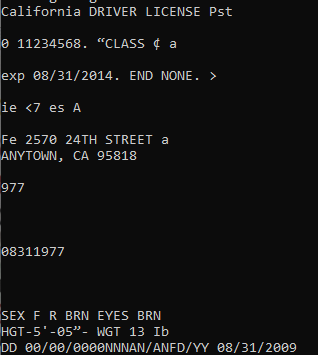 California DRIVER LICENSE Pst
0 11234568. “CLASS ¢ a
exp 08/31/2014. END NONE. >
ie <7 es A
Fe 2570 24TH STREET a
ANYTOWN, CA 95818
977
08311977
SEX F R BRN EYES BRN
HGT-5'-05”- WGT 13 Ib
DD 00/00/0000NNNAN/ANFD/YY 08/31/2009